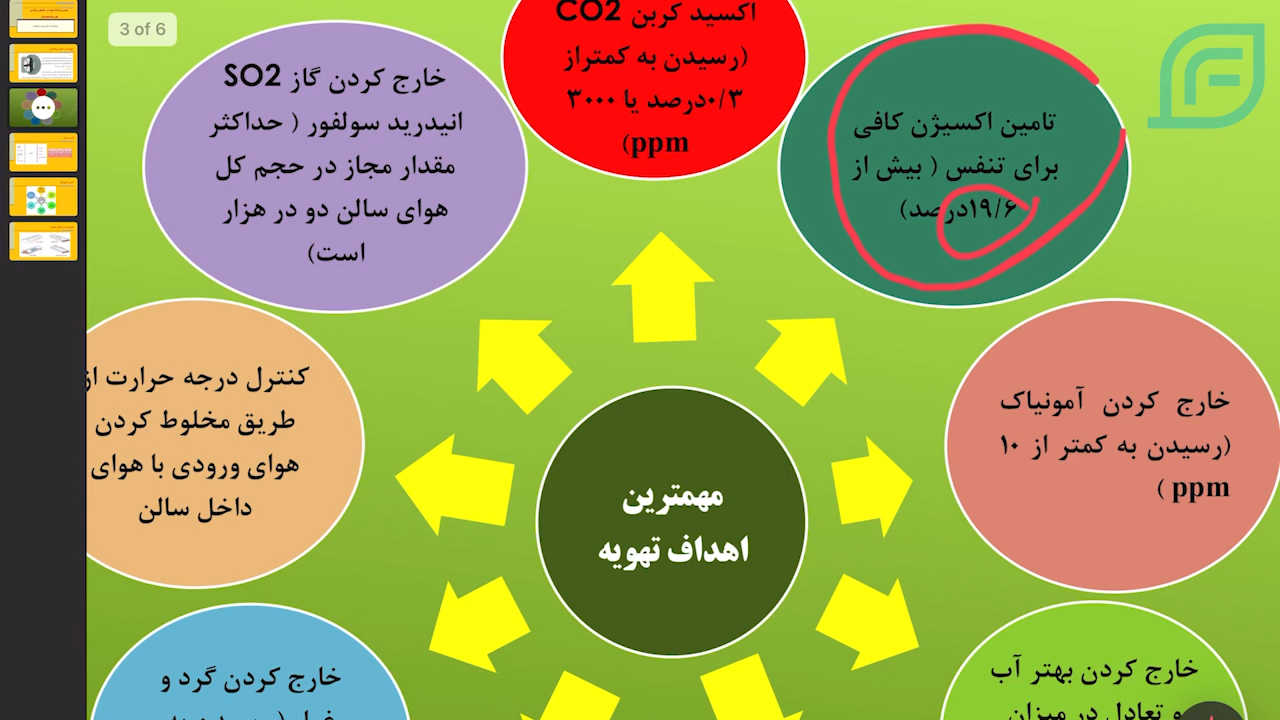 3 of 6
اکسید کربن CO2
(رسیدن به کمتراز
۰/۳درصد یا ۳۰۰۰
ppm)
تامین اکسیژن کافی
برای تنفس ( بیش از
۱۹/۶درصد)
خارج کردن گاز SO2
انیدرید سولفور ( حداکثر
مقدار مجاز در حجم کل
هوای سالن دو در هزار
است)
خارج کردن آمونیاک
(رسیدن به کمتر از ۱۰
ppm )
کنترل درجه حرارت از
طریق مخلوط کردن
هوای ورودی با هوای
داخل سالن
مهمترین
اهداف تهویه
خارج کردن بهتر آب
و تعادل در میزان
خارج کردن گرد و